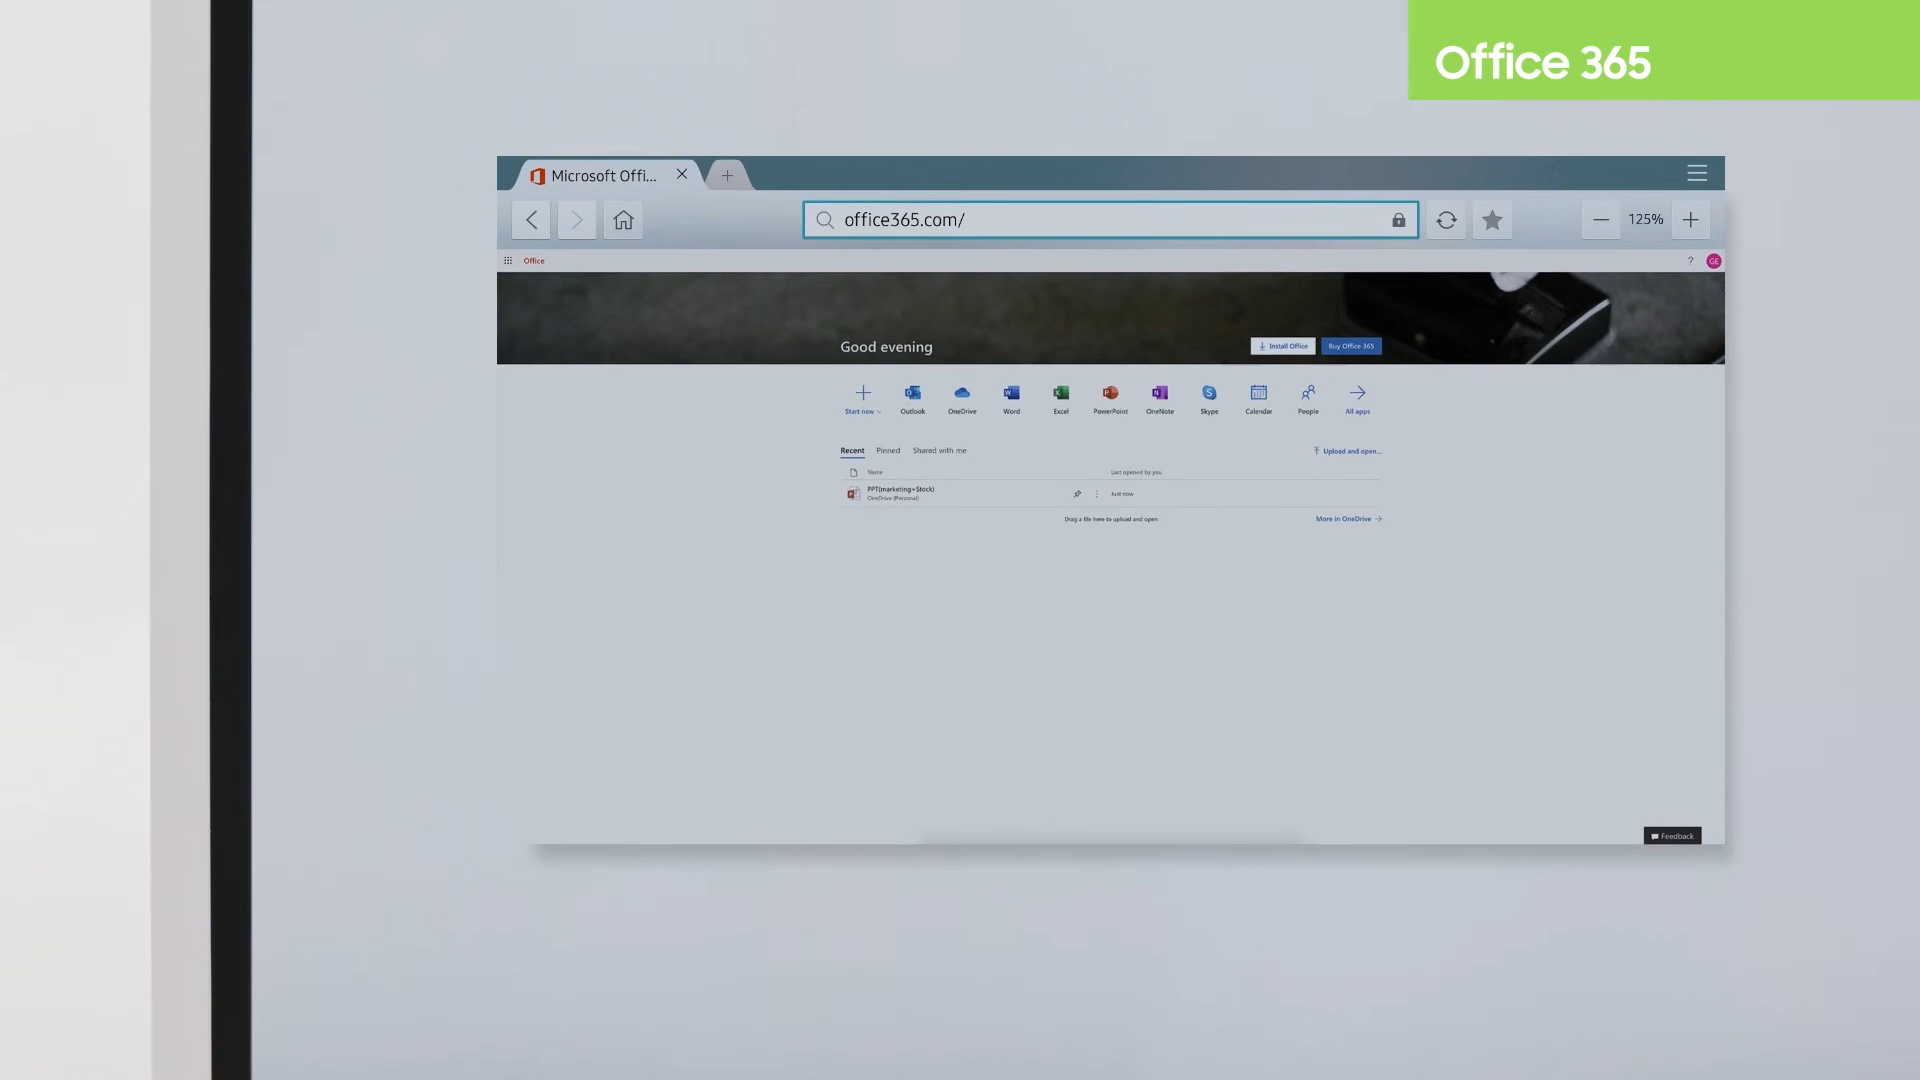 Office 365
Microsoft Offi...
office365.com/
125%
Office
?
GE
Good evening
Install Office
Buy Office 365
Start new
Outlook
OneDrive
Word
Excel
PowerPoint
OneNote
Skype
Calendar
People
All apps
Recent
Pinned
Shared with me
Upload and open...
Name
Last opened by you
PPT(marketing+Stock)
OneDrive (Personal)
Just now
Drag a file here to upload and open
More in OneDrive
Feedback